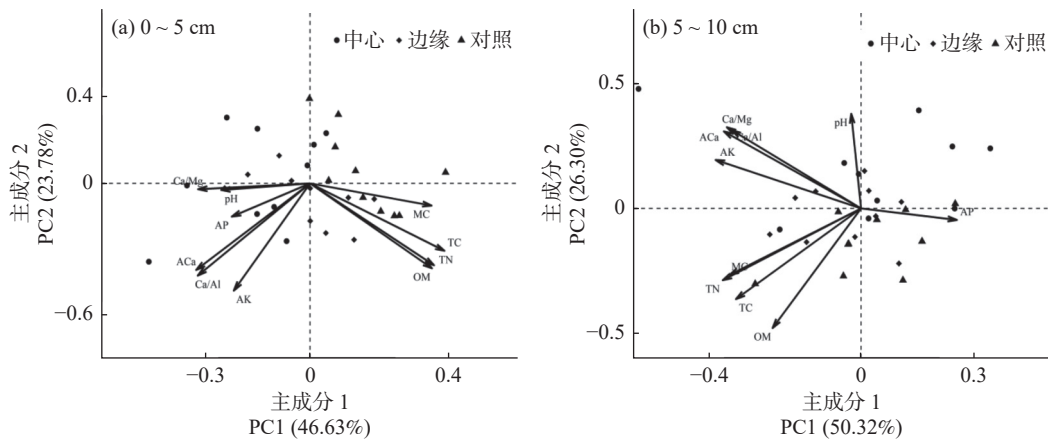 (a) 0 ~ 5 cm
中心 边缘 对照
0.4
0
−0.6
主成分 2
PC2 (23.78%)
Ca/Mg
pH
AP
ACa
Ca/Al
AK
MC
TC
TN
OM
−0.3 0 0.4
主成分 1
PC1 (46.63%)
(b) 5 ~ 10 cm
中心 边缘 对照
0.5
0
−0.5
主成分 2
PC2 (26.30%)
Ca/Mg
ACa
Ca/Al
AK
pH
AP
MC
TN
TC
OM
−0.4 0 0.3
主成分 1
PC1 (50.32%)